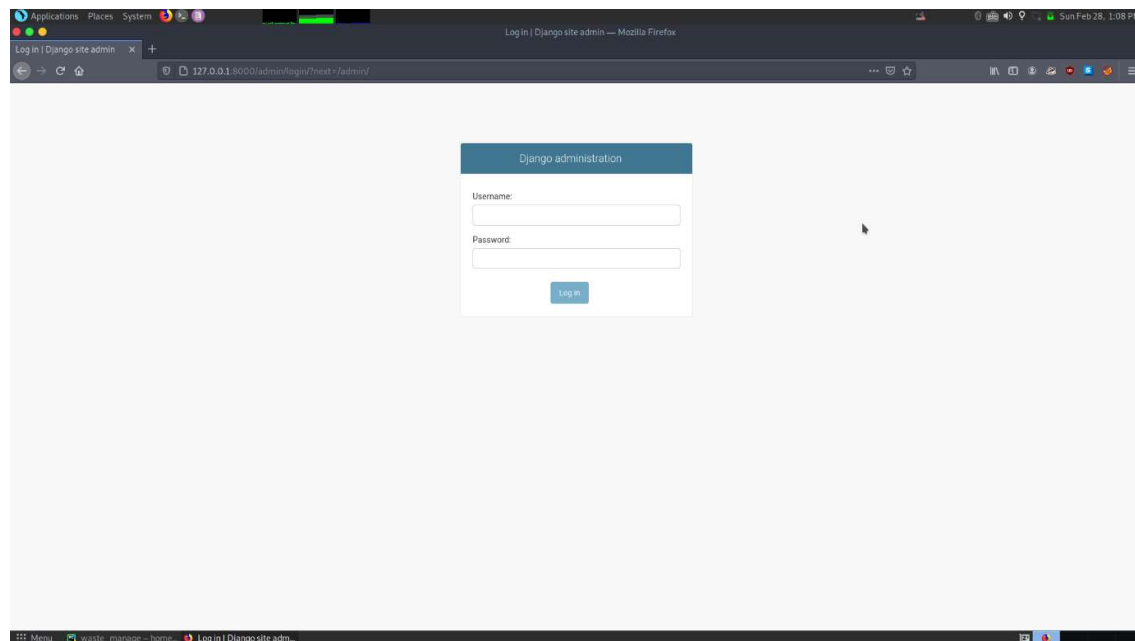 Applications Places System
Sun Feb 28, 1:08 P
Log in | Django site admin — Mozilla Firefox
Log in | Django site admin
127.0.0.1:8000/admin/login/?next=/admin/
Django administration
Username:
Password:
Log in
Menu
waste_manage – home...
Log in | Django site adm...